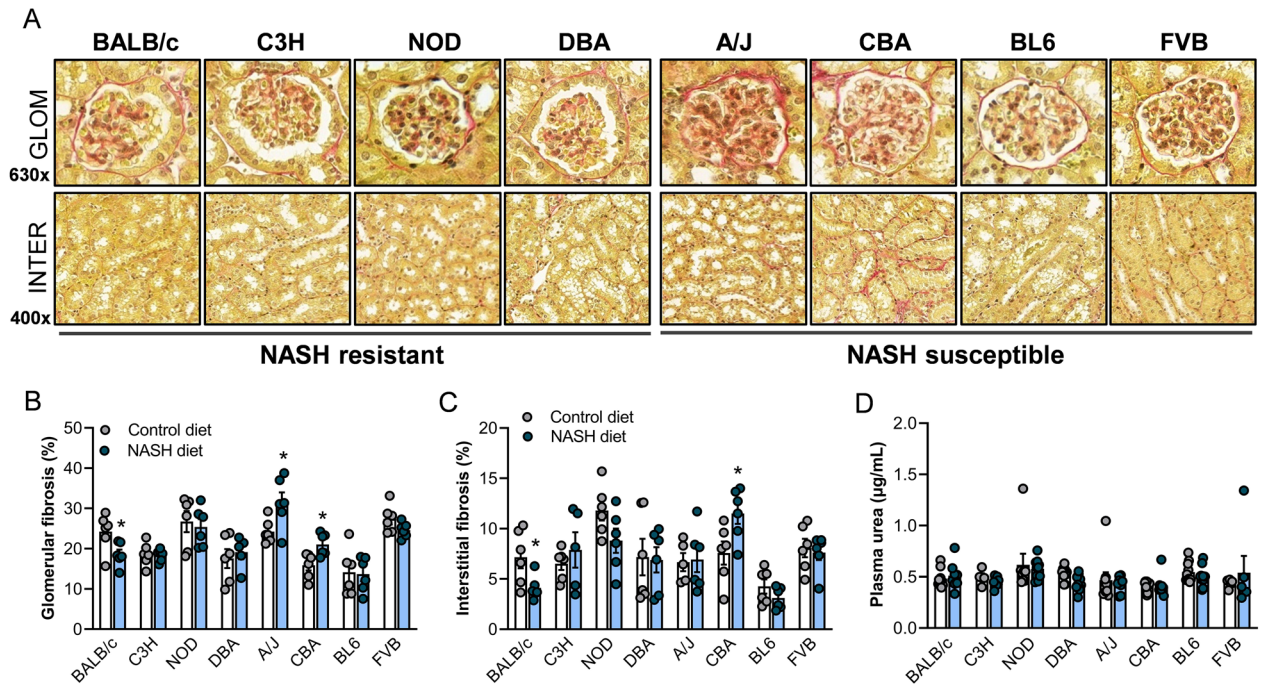 A
BALB/c C3H NOD DBA A/J CBA BL6 FVB
GLOM
630x
INTER
400x
NASH resistant NASH susceptible
B
Control diet
NASH diet
Glomerular fibrosis (%)
50
40
30
20
10
0
*
*
*
BALB/c C3H NOD DBA A/J CBA BL6 FVB
C
Control diet
NASH diet
Interstitial fibrosis (%)
20
15
10
5
0
*
*
BALB/c C3H NOD DBA A/J CBA BL6 FVB
D
Plasma urea (µg/mL)
2.0
1.5
1.0
0.5
0.0
BALB/c C3H NOD DBA A/J CBA BL6 FVB